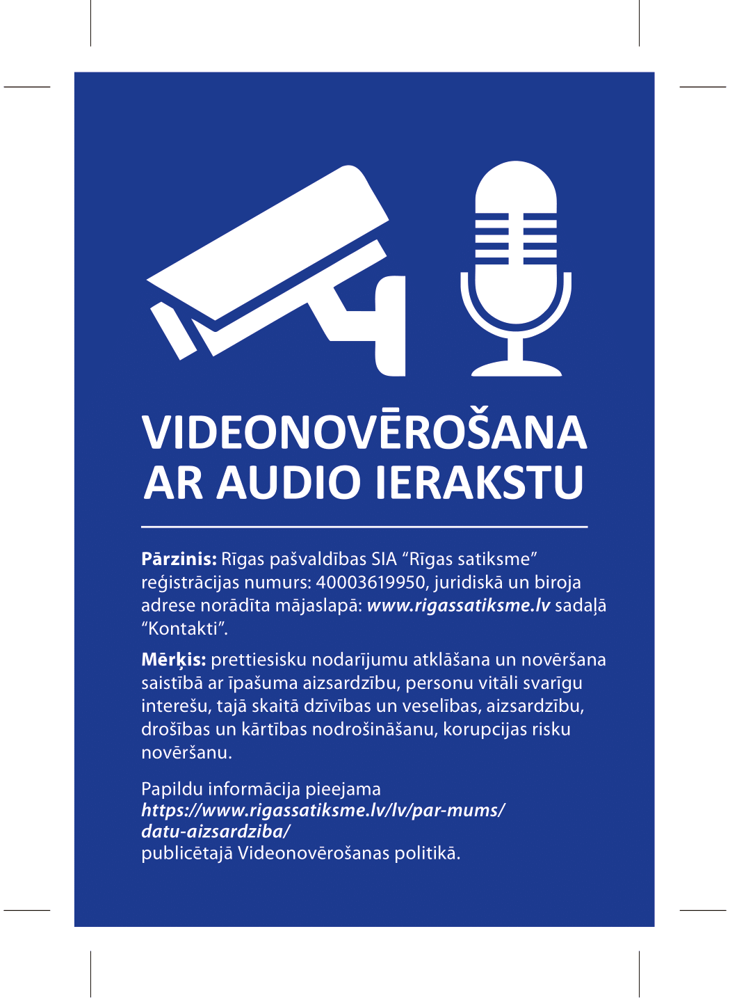 VIDEONOVĒROŠANA
AR AUDIO IERAKSTU
Pārzinis: Rīgas pašvaldības SIA “Rīgas satiksme”
reģistrācijas numurs: 40003619950, juridiskā un biroja
adrese norādīta mājaslapā: www.rigassatiksme.lv sadaļā
“Kontakti”.
Mērķis: prettiesisku nodarījumu atklāšana un novēršana
saistībā ar īpašuma aizsardzību, personu vitāli svarīgu
interešu, tajā skaitā dzīvības un veselības, aizsardzību,
drošības un kārtības nodrošināšanu, korupcijas risku
novēršanu.
Papildu informācija pieejama
https://www.rigassatiksme.lv/lv/par-mums/
datu-aizsardziba/
publicētajā Videonovērošanas politikā.